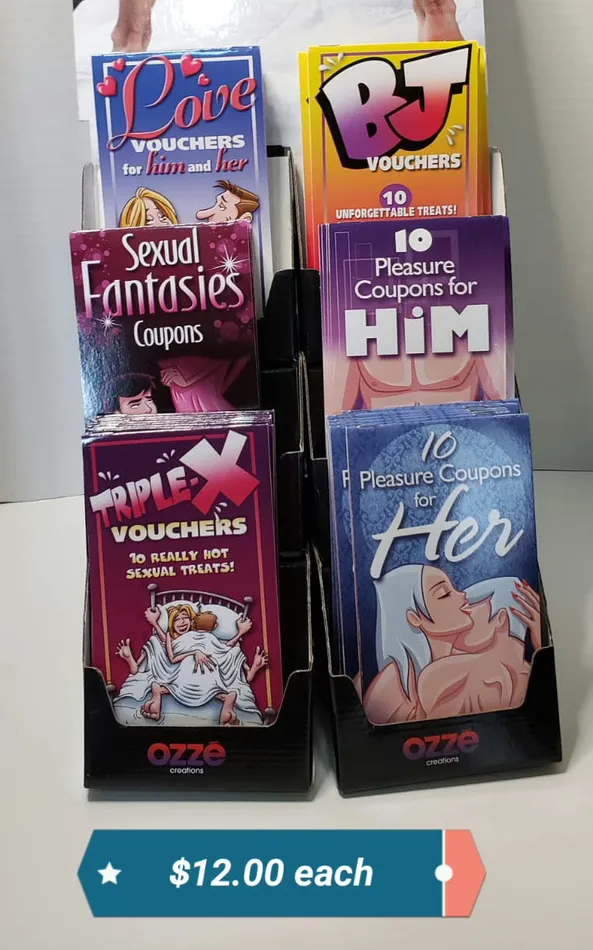 Love
VOUCHERS
for him and her
BJ
VOUCHERS
10
UNFORGETTABLE TREATS!
Sexual
Fantasies
Coupons
10
Pleasure
Coupons for
HiM
TRIPLE-X
VOUCHERS
10 REALLY HOT
SEXUAL TREATS!
10
Pleasure Coupons
for
Her
ozzé
creations
ozzé
creations
$12.00 each